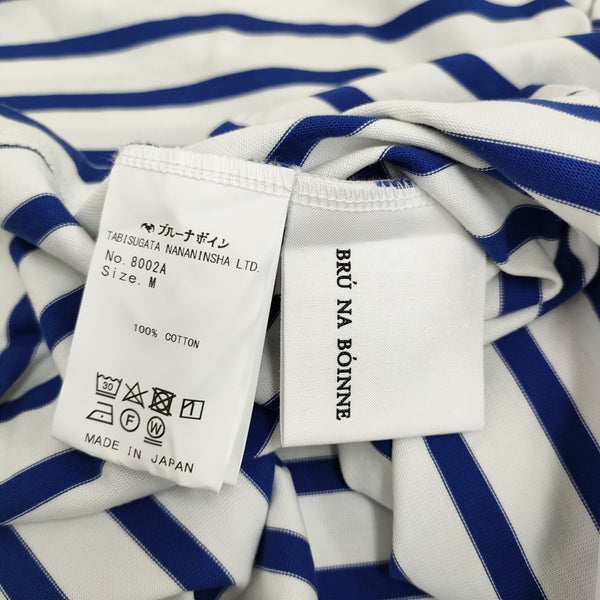 ブルーナボイン
TABISUGATA NANANINSHA LTD.
No. 8002A
Size. M
100% COTTON
30
F W 1
MADE IN JAPAN
BRÚ NA BÓINNE